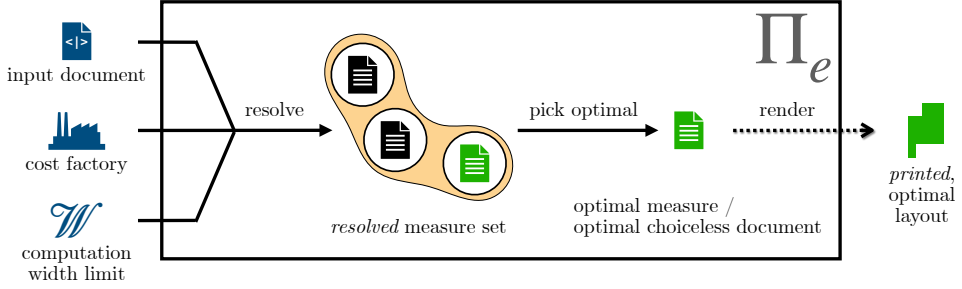 <|>
input document
cost factory
𝒲
computation
width limit
resolve
resolved measure set
pick optimal
optimal measure /
optimal choiceless document
render
Πe
printed,
optimal
layout